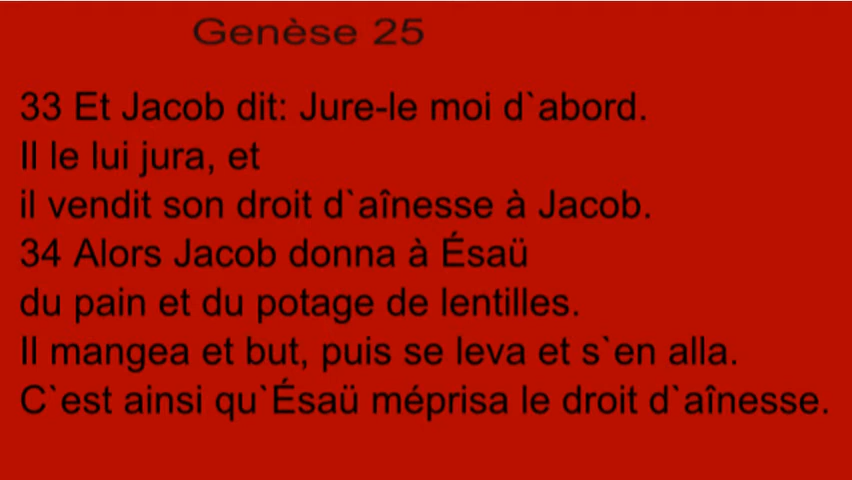 Genèse 25
33 Et Jacob dit: Jure-le moi d`abord.
Il le lui jura, et
il vendit son droit d`aînesse à Jacob.
34 Alors Jacob donna à Ésaü
du pain et du potage de lentilles.
Il mangea et but, puis se leva et s`en alla.
C`est ainsi qu`Ésaü méprisa le droit d`aînesse.